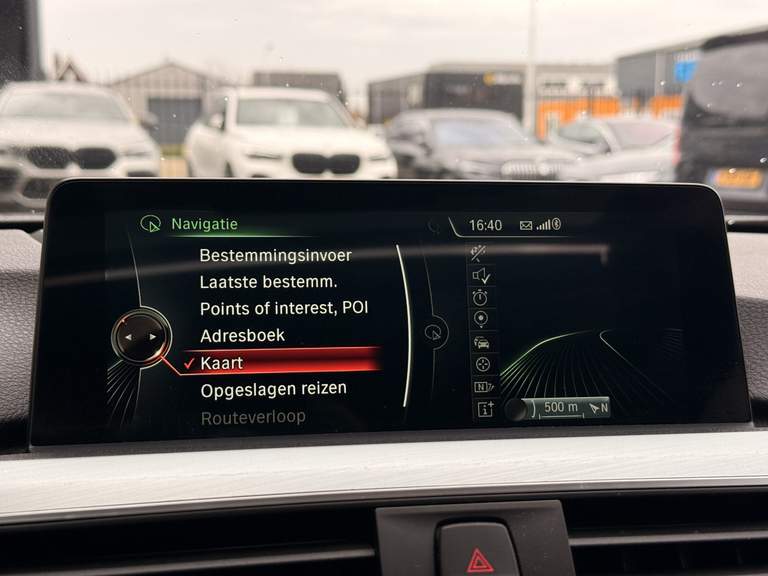 Navigatie
Bestemmingsinvoer
Laatste bestemm.
Points of interest, POI
Adresboek
Kaart
Opgeslagen reizen
Routeverloop
16:40
N
500 m
N